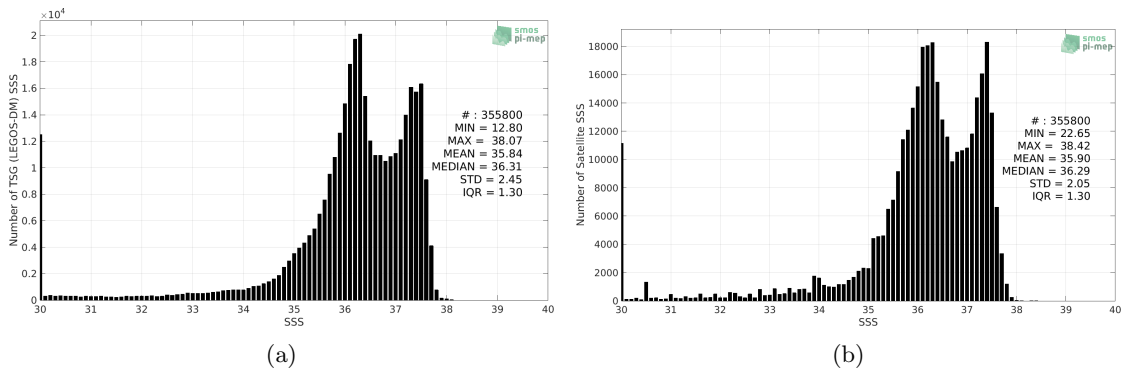 ×10⁴
smos
pi-mep
2
1.8
1.6
1.4
1.2
1
0.8
0.6
0.4
0.2
0
Number of TSG (LEGOS-DM) SSS
# : 355800
MIN = 12.80
MAX = 38.07
MEAN = 35.84
MEDIAN = 36.31
STD = 2.45
IQR = 1.30
30 31 32 33 34 35 36 37 38 39 40
SSS
(a)
smos
pi-mep
18000
16000
14000
12000
10000
8000
6000
4000
2000
0
Number of Satellite SSS
# : 355800
MIN = 22.65
MAX = 38.42
MEAN = 35.90
MEDIAN = 36.29
STD = 2.05
IQR = 1.30
30 31 32 33 34 35 36 37 38 39 40
SSS
(b)